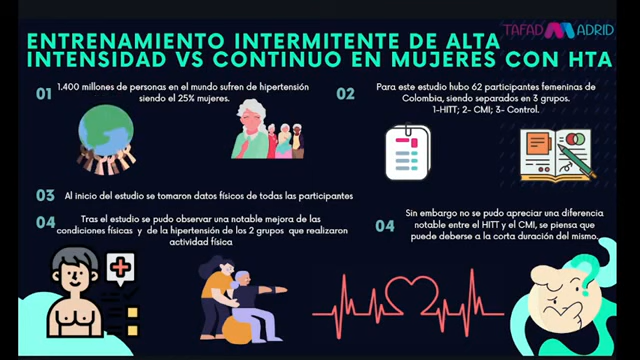 TAFAD MADRID
ENTRENAMIENTO INTERMITENTE DE ALTA
INTENSIDAD VS CONTINUO EN MUJERES CON HTA
01
1.400 millones de personas en el mundo sufren de hipertensión
siendo el 25% mujeres.
02
Para este estudio hubo 62 participantes femeninas de
Colombia, siendo separados en 3 grupos.
1-HITT; 2- CMI; 3- Control.
03
Al inicio del estudio se tomaron datos físicos de todas las participantes
04
Tras el estudio se pudo observar una notable mejora de las
condiciones físicas y de la hipertensión de los 2 grupos que realizaron
actividad física
04
Sin embargo no se pudo apreciar una diferencia
notable entre el HITT y el CMI, se piensa que
puede deberse a la corta duración del mismo.